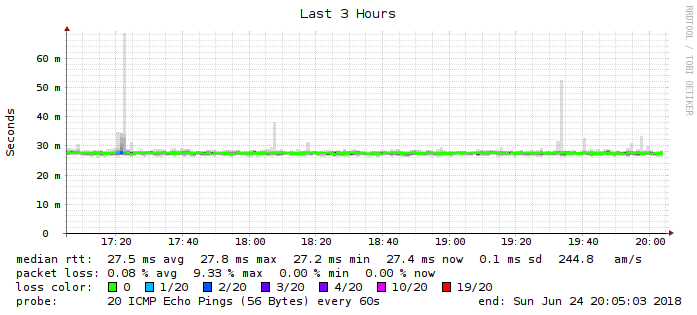 Last 3 Hours
RRDTOOL / TOBI OETIKER
Seconds
60 m
50 m
40 m
30 m
20 m
10 m
0
17:20 17:40 18:00 18:20 18:40 19:00 19:20 19:40 20:00
median rtt: 27.5 ms avg 27.8 ms max 27.2 ms min 27.4 ms now 0.1 ms sd 244.8 am/s
packet loss: 0.08 % avg 9.33 % max 0.00 % min 0.00 % now
loss color: 0 1/20 2/20 3/20 4/20 10/20 19/20
probe: 20 ICMP Echo Pings (56 Bytes) every 60s end: Sun Jun 24 20:05:03 2018